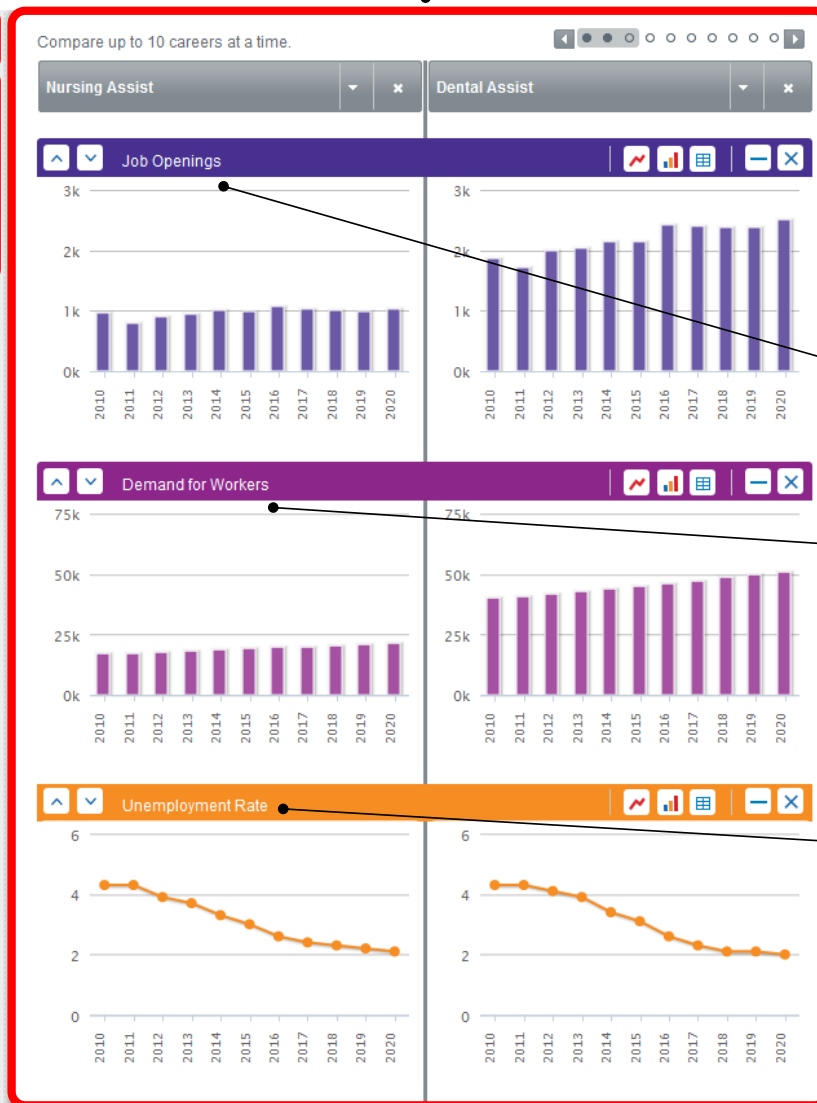 Compare up to 10 careers at a time.
Nursing Assist
Dental Assist
Job Openings
3k
2k
1k
0k
2010 2011 2012 2013 2014 2015 2016 2017 2018 2019 2020
3k
2k
1k
0k
2010 2011 2012 2013 2014 2015 2016 2017 2018 2019 2020
Demand for Workers
75k
50k
25k
0k
2010 2011 2012 2013 2014 2015 2016 2017 2018 2019 2020
75k
50k
25k
0k
2010 2011 2012 2013 2014 2015 2016 2017 2018 2019 2020
Unemployment Rate
6
4
2
0
2010 2011 2012 2013 2014 2015 2016 2017 2018 2019 2020
6
4
2
0
2010 2011 2012 2013 2014 2015 2016 2017 2018 2019 2020